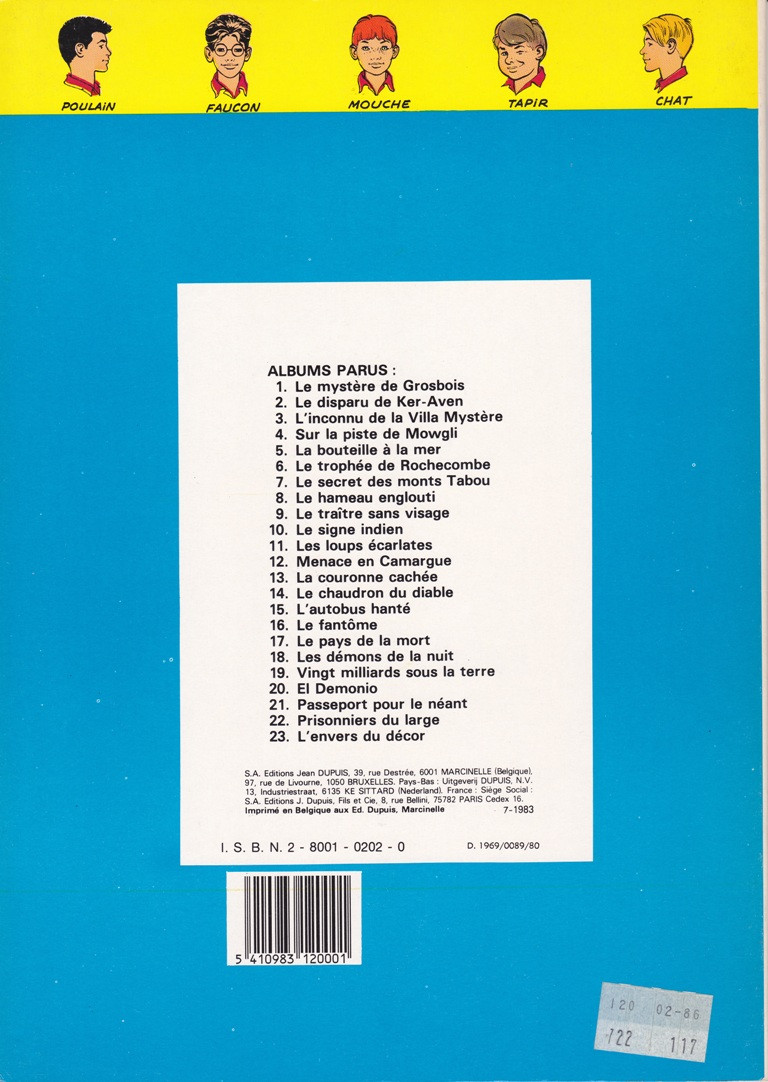 POULAIN FAUCON MOUCHE TAPIR CHAT
ALBUMS PARUS :
1. Le mystère de Grosbois
2. Le disparu de Ker-Aven
3. L'inconnu de la Villa Mystère
4. Sur la piste de Mowgli
5. La bouteille à la mer
6. Le trophée de Rochecombe
7. Le secret des monts Tabou
8. Le hameau englouti
9. Le traître sans visage
10. Le signe indien
11. Les loups écarlates
12. Menace en Camargue
13. La couronne cachée
14. Le chaudron du diable
15. L'autobus hanté
16. Le fantôme
17. Le pays de la mort
18. Les démons de la nuit
19. Vingt milliards sous la terre
20. El Demonio
21. Passeport pour le néant
22. Prisonniers du large
23. L'envers du décor
S.A. Editions Jean DUPUIS, 39, rue Destrée, 6001 MARCINELLE (Belgique),
97, rue de Livourne, 1050 BRUXELLES. Pays-Bas : Uitgeverij DUPUIS, N.V.
13, Industriestraat, 6135 KE SITTARD (Nederland). France : Siège Social :
S.A. Editions J. Dupuis, Fils et Cie, 8, rue Bellini, 75782 PARIS Cedex 16.
Imprimé en Belgique aux Ed. Dupuis, Marcinelle 7-1983
I. S. B. N. 2 - 8001 - 0202 - 0 D. 1969/0089/80
5 410983 120001
120 02-86
122 117